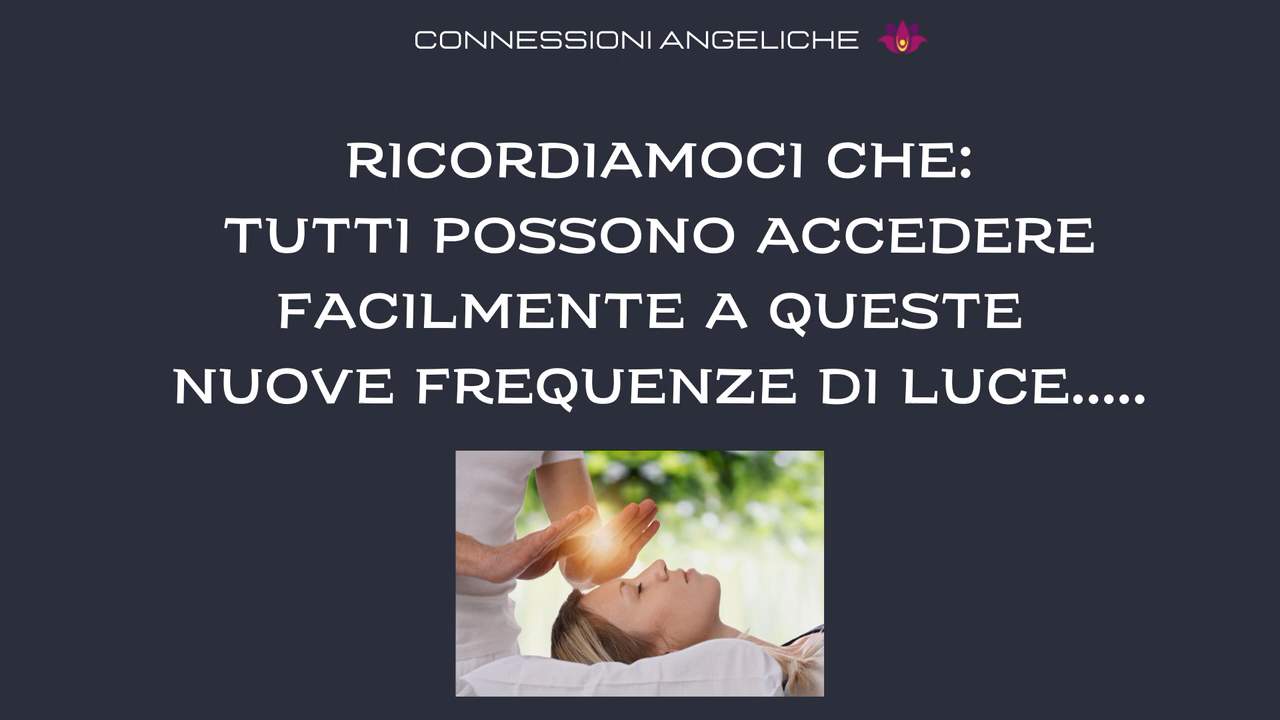 CONNESSIONI ANGELICHE
RICORDIAMOCI CHE:
TUTTI POSSONO ACCEDERE
FACILMENTE A QUESTE
NUOVE FREQUENZE DI LUCE.....